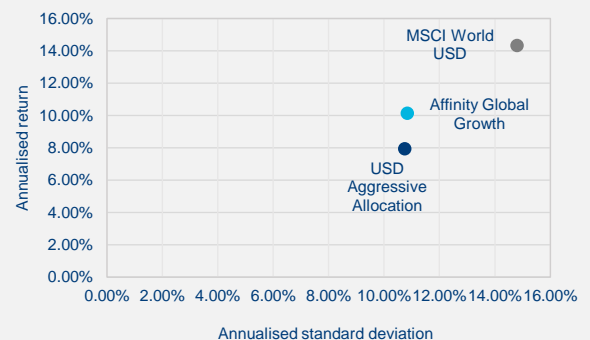 16.00%
14.00%
12.00%
10.00%
8.00%
6.00%
4.00%
2.00%
0.00%
Annualised return
MSCI World
USD
Affinity Global
Growth
USD
Aggressive
Allocation
0.00% 2.00% 4.00% 6.00% 8.00% 10.00% 12.00% 14.00% 16.00%
Annualised standard deviation